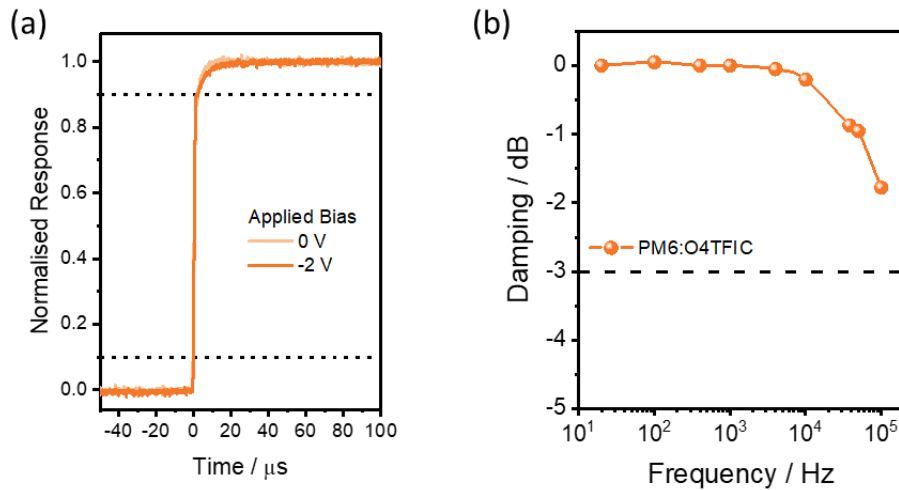 (a)
Normalised Response
1.0
0.8
0.6
0.4
0.2
0.0
Applied Bias
0 V
-2 V
-40 -20 0 20 40 60 80 100
Time / μs
(b)
Damping / dB
0
-1
-2
-3
-4
-5
PM6:O4TFIC
10¹ 10² 10³ 10⁴ 10⁵
Frequency / Hz